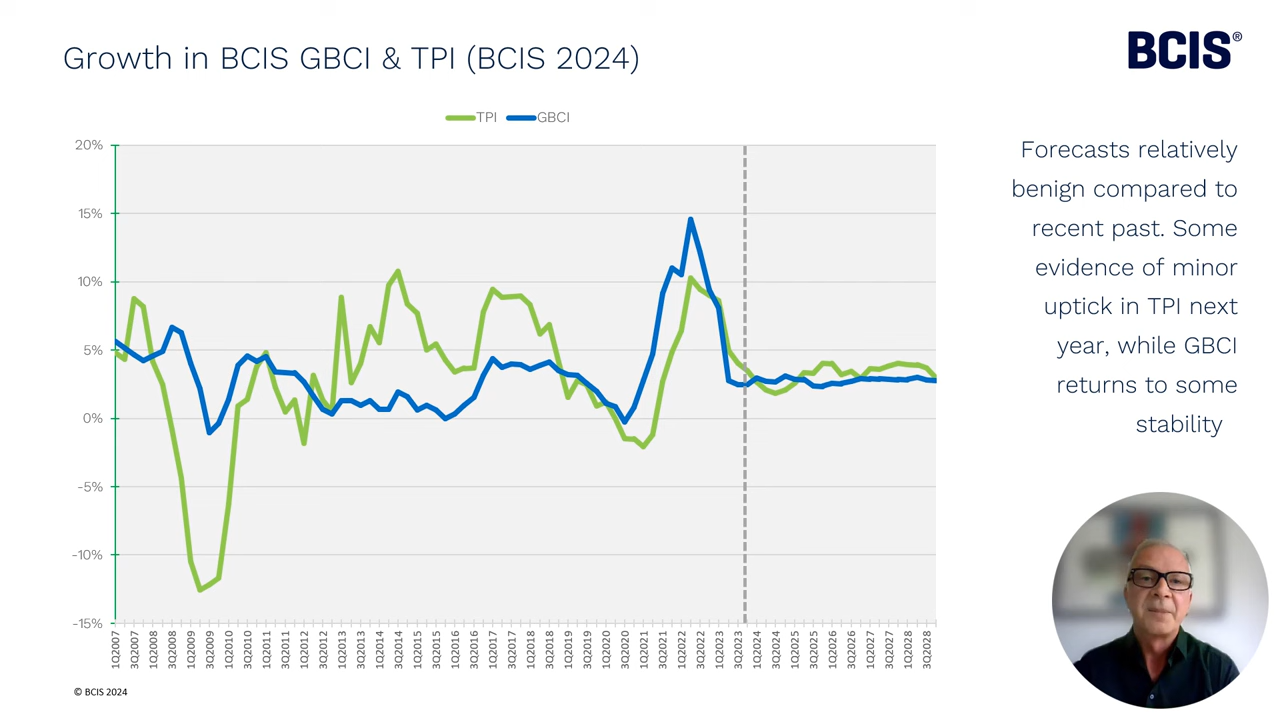 Growth in BCIS GBCI & TPI (BCIS 2024)
BCIS®
TPI
GBCI
20%
15%
10%
5%
0%
-5%
-10%
-15%
1Q2007
3Q2007
1Q2008
3Q2008
1Q2009
3Q2009
1Q2010
3Q2010
1Q2011
3Q2011
1Q2012
3Q2012
1Q2013
3Q2013
1Q2014
3Q2014
1Q2015
3Q2015
1Q2016
3Q2016
1Q2017
3Q2017
1Q2018
3Q2018
1Q2019
3Q2019
1Q2020
3Q2020
1Q2021
3Q2021
1Q2022
3Q2022
1Q2023
3Q2023
1Q2024
3Q2024
1Q2025
3Q2025
1Q2026
3Q2026
1Q2027
3Q2027
1Q2028
3Q2028
Forecasts relatively
benign compared to
recent past. Some
evidence of minor
uptick in TPI next
year, while GBCI
returns to some
stability
© BCIS 2024